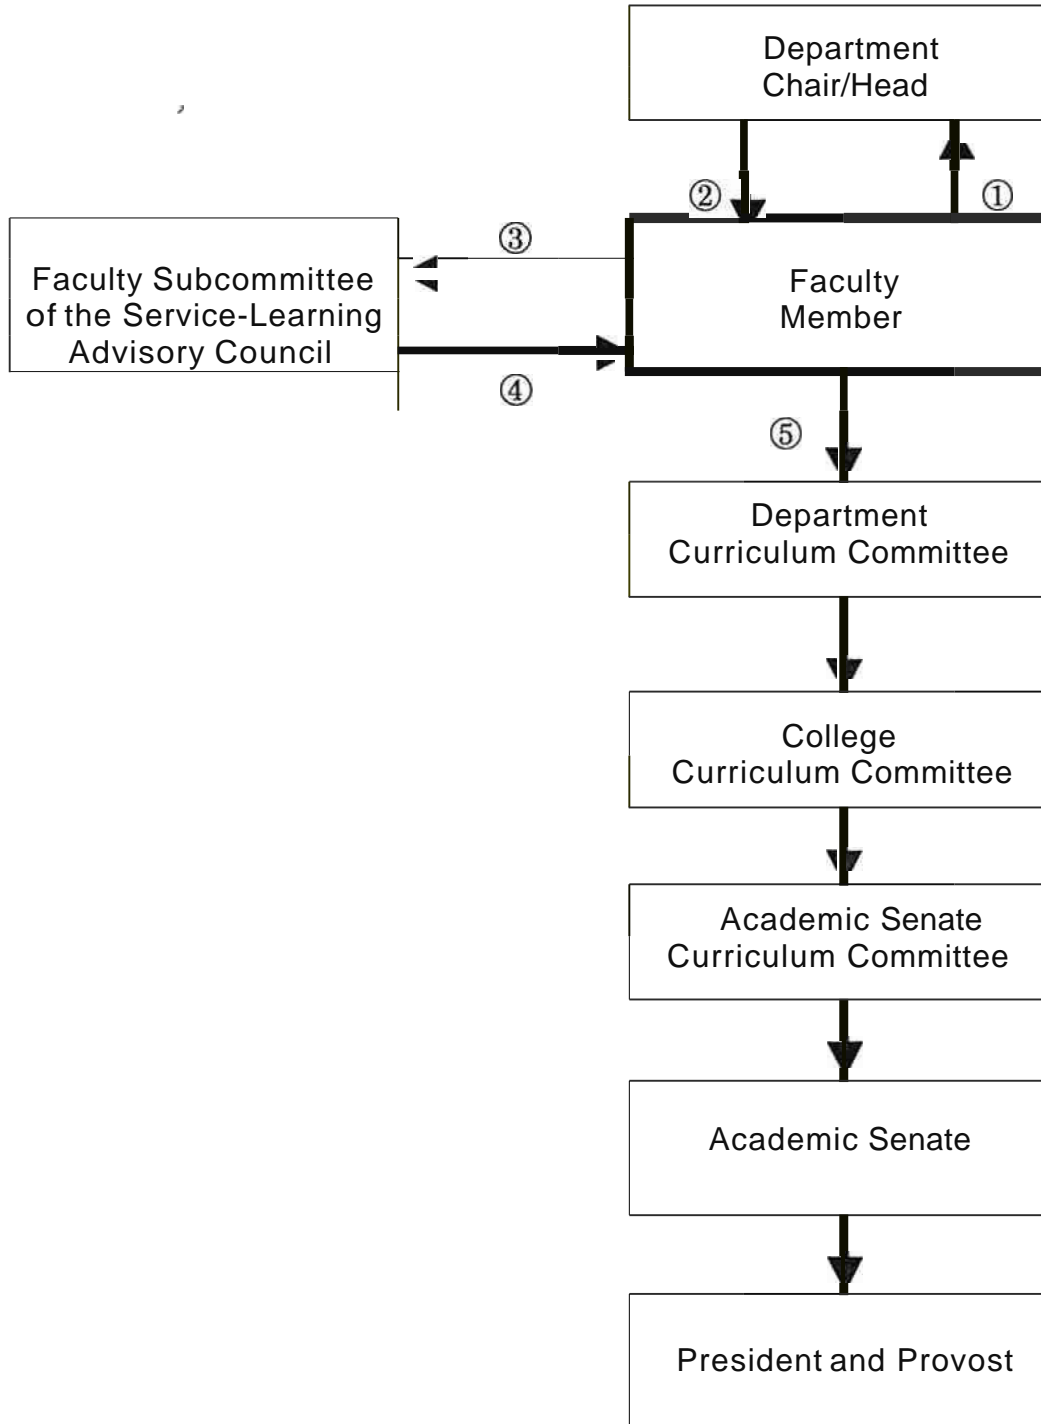 Department
Chair/Head
②
①
③
Faculty Subcommittee
of the Service-Learning
Advisory Council
Faculty
Member
④
⑤
Department
Curriculum Committee
College
Curriculum Committee
Academic Senate
Curriculum Committee
Academic Senate
President and Provost